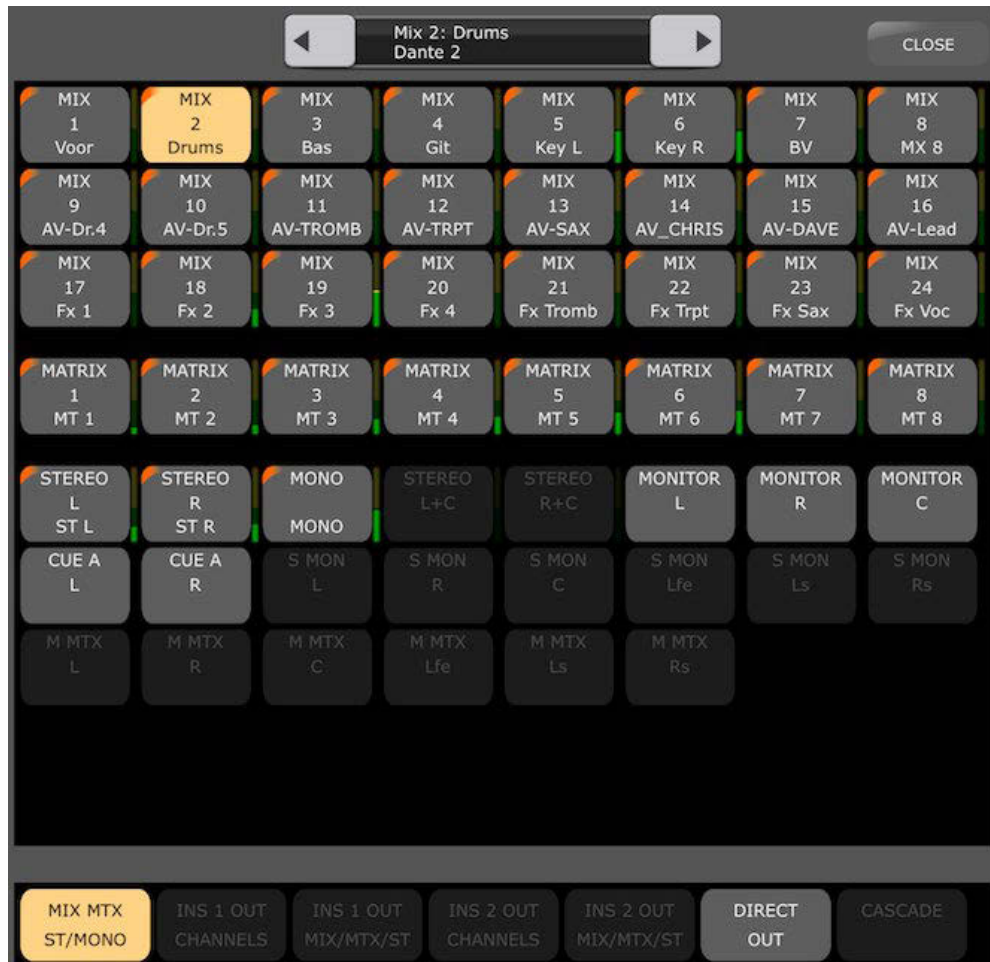 Mix 2: Drums
Dante 2
CLOSE
MIX MIX MIX MIX MIX MIX MIX MIX
1 2 3 4 5 6 7 8
Voor Drums Bas Git Key L Key R BV MX 8
MIX MIX MIX MIX MIX MIX MIX MIX
9 10 11 12 13 14 15 16
AV-Dr.4 AV-Dr.5 AV-TROMB AV-TRPT AV-SAX AV_CHRIS AV-DAVE AV-Lead
MIX MIX MIX MIX MIX MIX MIX MIX
17 18 19 20 21 22 23 24
Fx 1 Fx 2 Fx 3 Fx 4 Fx Tromb Fx Trpt Fx Sax Fx Voc
MATRIX MATRIX MATRIX MATRIX MATRIX MATRIX MATRIX MATRIX
1 2 3 4 5 6 7 8
MT 1 MT 2 MT 3 MT 4 MT 5 MT 6 MT 7 MT 8
STEREO STEREO MONO STEREO STEREO MONITOR MONITOR MONITOR
L R L+C R+C L R C
ST L ST R MONO
CUE A CUE A S MON S MON S MON S MON S MON S MON
L R L R C Lfe Ls Rs
M MTX M MTX M MTX M MTX M MTX M MTX
L R C Lfe Ls Rs
MIX MTX INS 1 OUT INS 1 OUT INS 2 OUT INS 2 OUT DIRECT CASCADE
ST/MONO CHANNELS MIX/MTX/ST CHANNELS MIX/MTX/ST OUT